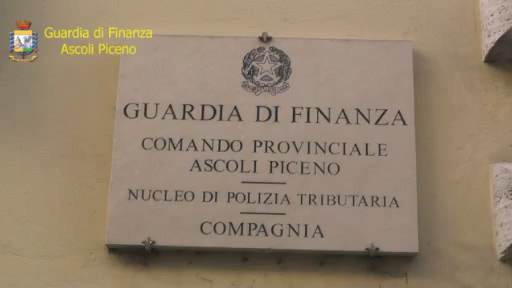 Guardia di Finanza
Ascoli Piceno
GUARDIA DI FINANZA
COMANDO PROVINCIALE
ASCOLI PICENO
NUCLEO DI POLIZIA TRIBUTARIA
COMPAGNIA